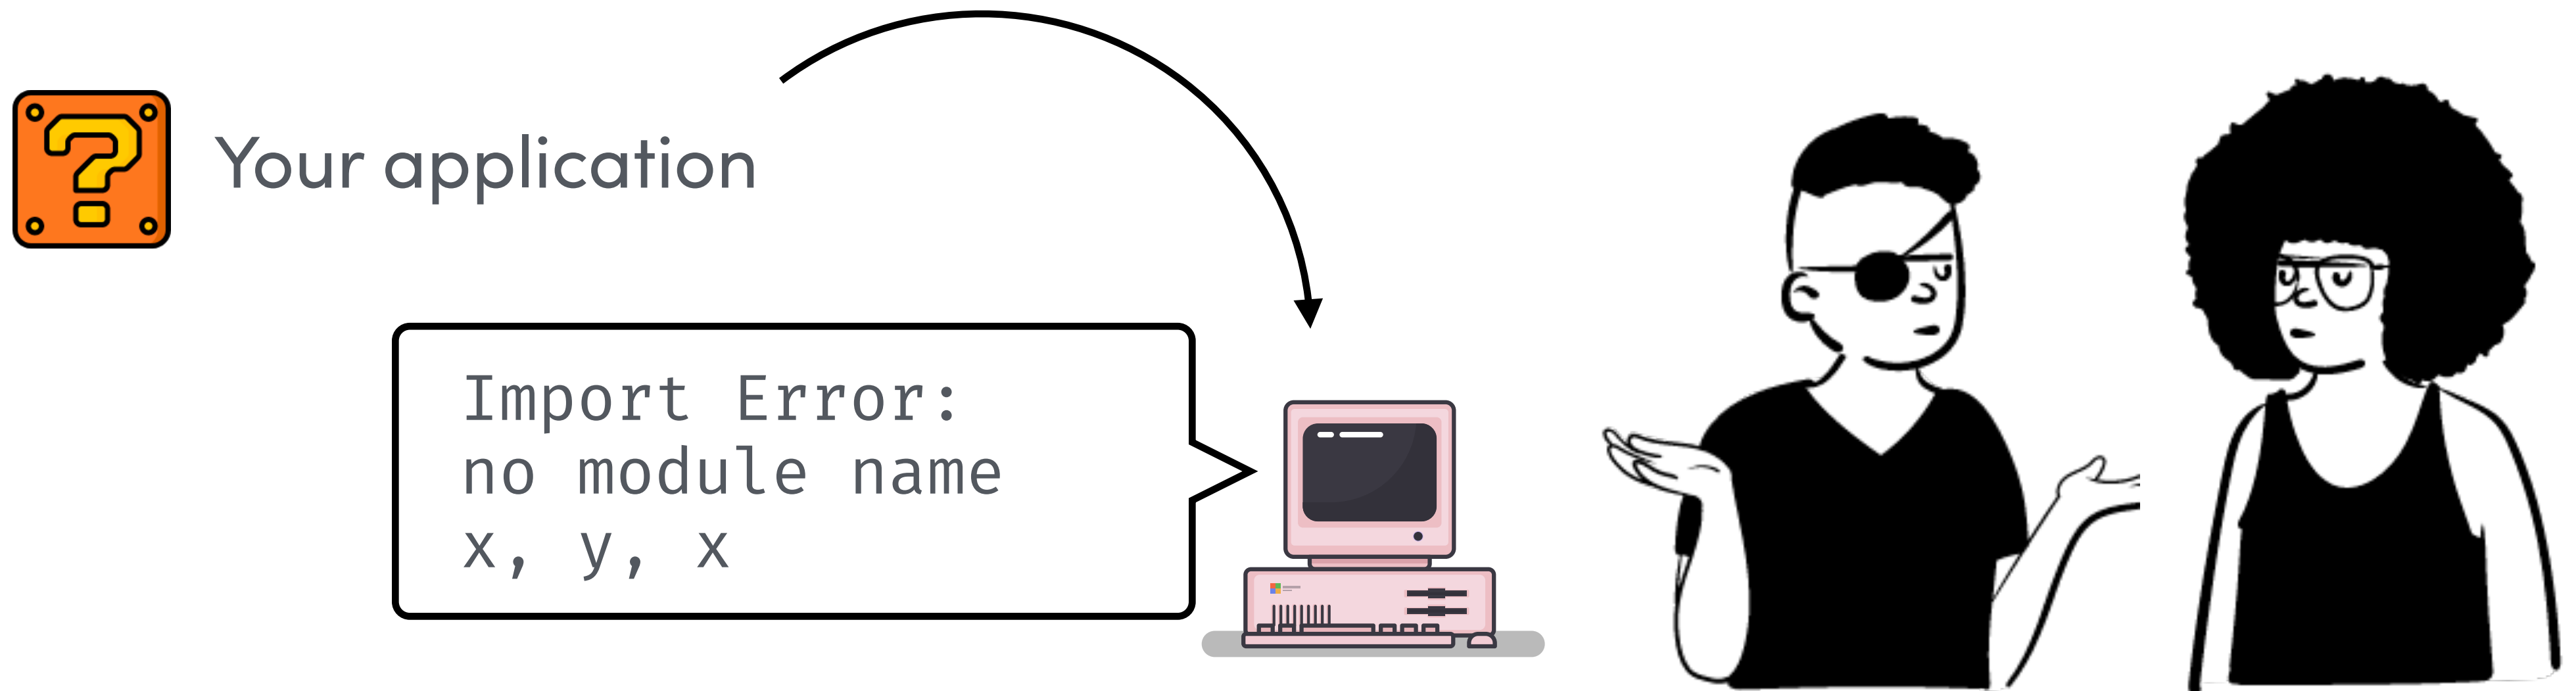 ?
Your application
Import Error:
no module name
x, y, x